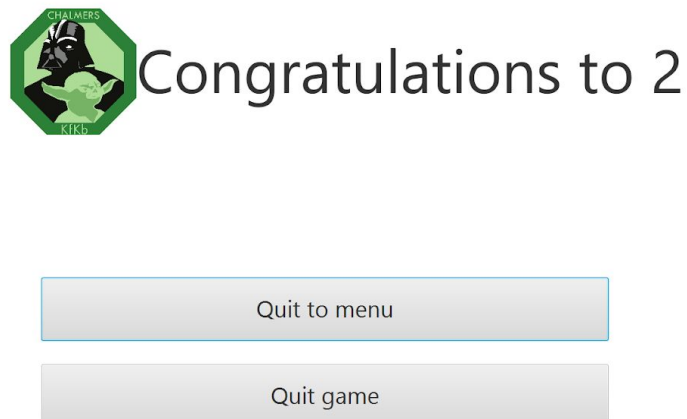 CHALMERS
Congratulations to 2
KfKb
Quit to menu
Quit game